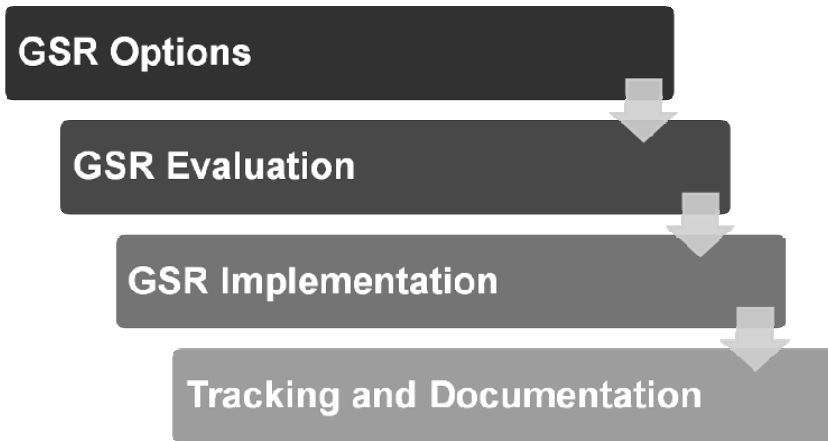 GSR Options
GSR Evaluation
GSR Implementation
Tracking and Documentation